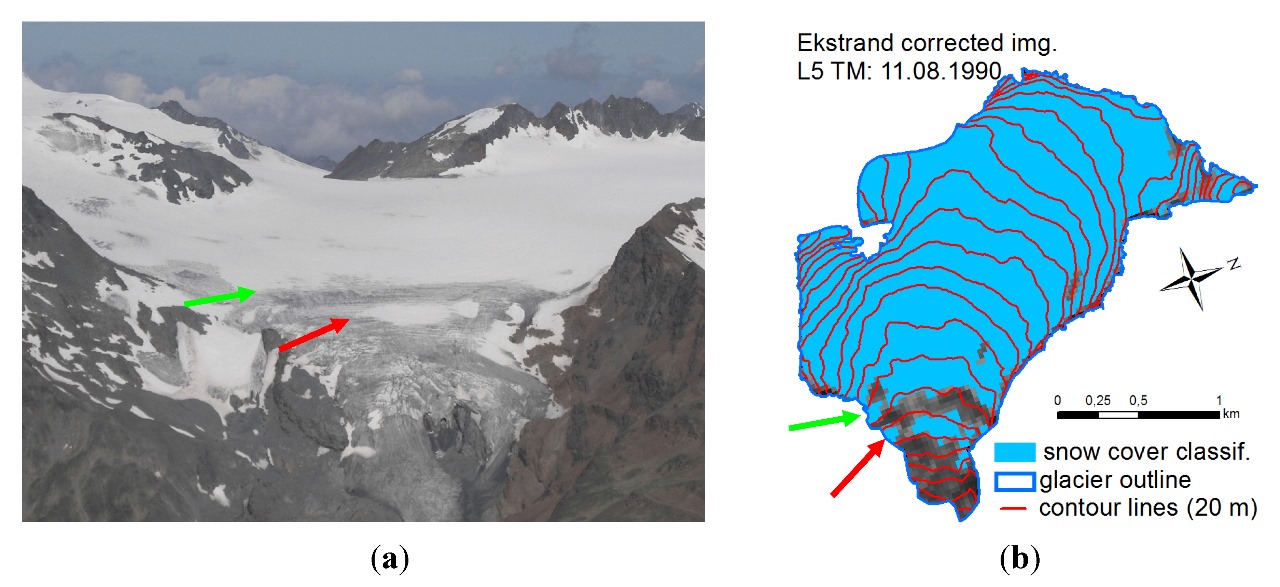 Ekstrand corrected img.
L5 TM: 11.08.1990
N
0 0,25 0,5 1
km
snow cover classif.
glacier outline
contour lines (20 m)
(a) (b)